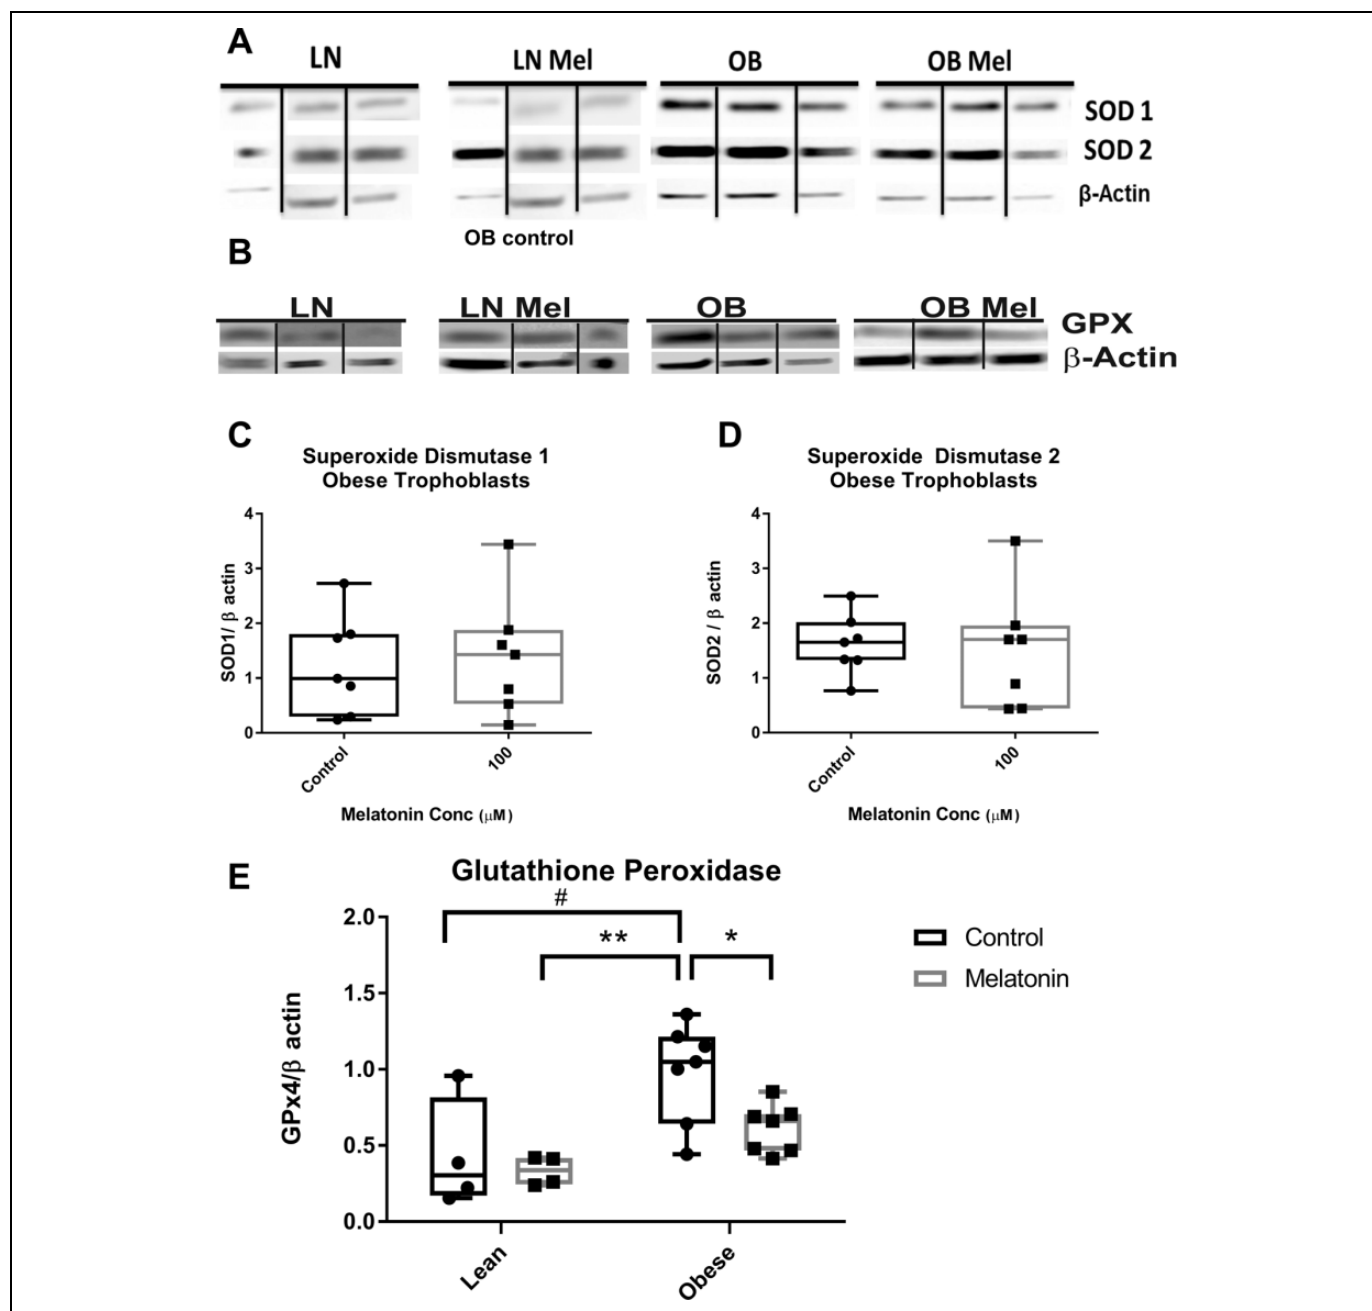 A
LN
LN Mel
OB
OB Mel
SOD 1
SOD 2
β-Actin
OB control
B
LN
LN Mel
OB
OB Mel
GPX
β-Actin
C
Superoxide Dismutase 1
Obese Trophoblasts
4
3
2
1
0
SOD1/ β actin
Control
100
Melatonin Conc (μM)
D
Superoxide Dismutase 2
Obese Trophoblasts
4
3
2
1
0
SOD2 / β actin
Control
100
Melatonin Conc (μM)
E
Glutathione Peroxidase
#
**
*
2.0
1.5
1.0
0.5
0.0
GPx4/β actin
Lean
Obese
Control
Melatonin